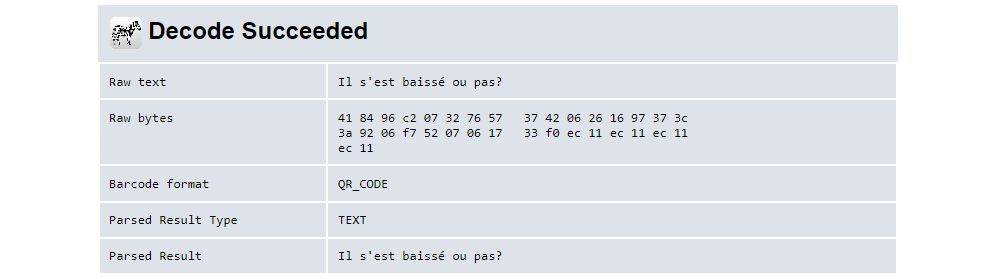 Decode Succeeded
Raw text Il s'est baissé ou pas?
Raw bytes 41 84 96 c2 07 32 76 57 37 42 06 26 16 97 37 3c
3a 92 06 f7 52 07 06 17 33 f0 ec 11 ec 11 ec 11
ec 11
Barcode format QR_CODE
Parsed Result Type TEXT
Parsed Result Il s'est baissé ou pas?